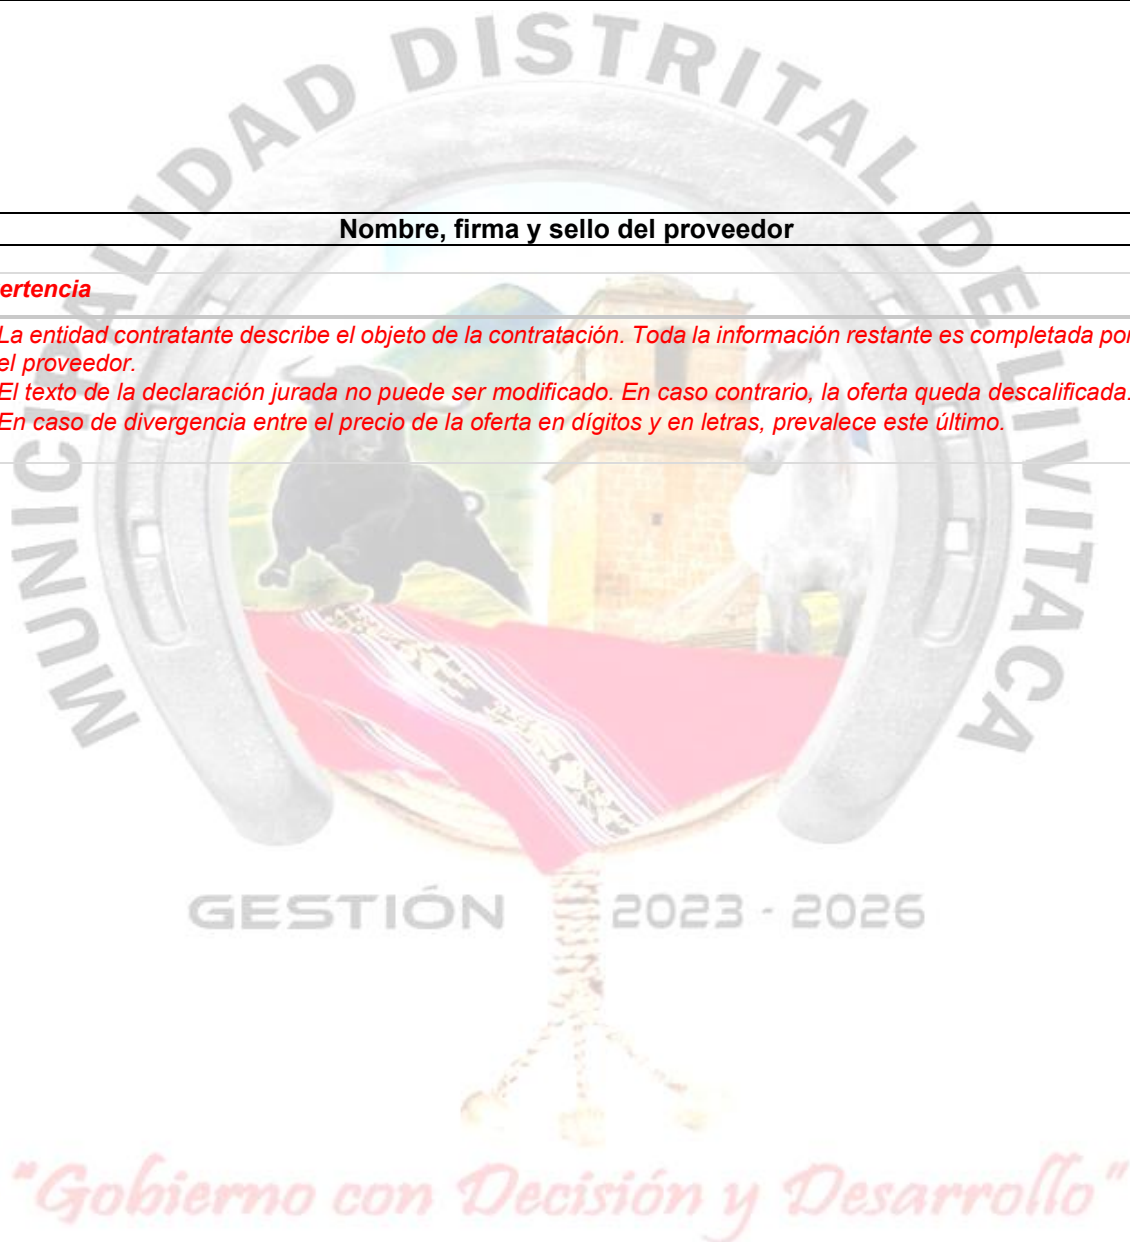 MUNICIPALIDAD DISTRITAL DE LIVITACA
Nombre, firma y sello del proveedor
ertencia
La entidad contratante describe el objeto de la contratación. Toda la información restante es completada por
el proveedor.
El texto de la declaración jurada no puede ser modificado. En caso contrario, la oferta queda descalificada.
En caso de divergencia entre el precio de la oferta en dígitos y en letras, prevalece este último.
GESTIÓN 2023 - 2026
"Gobierno con Decisión y Desarrollo"